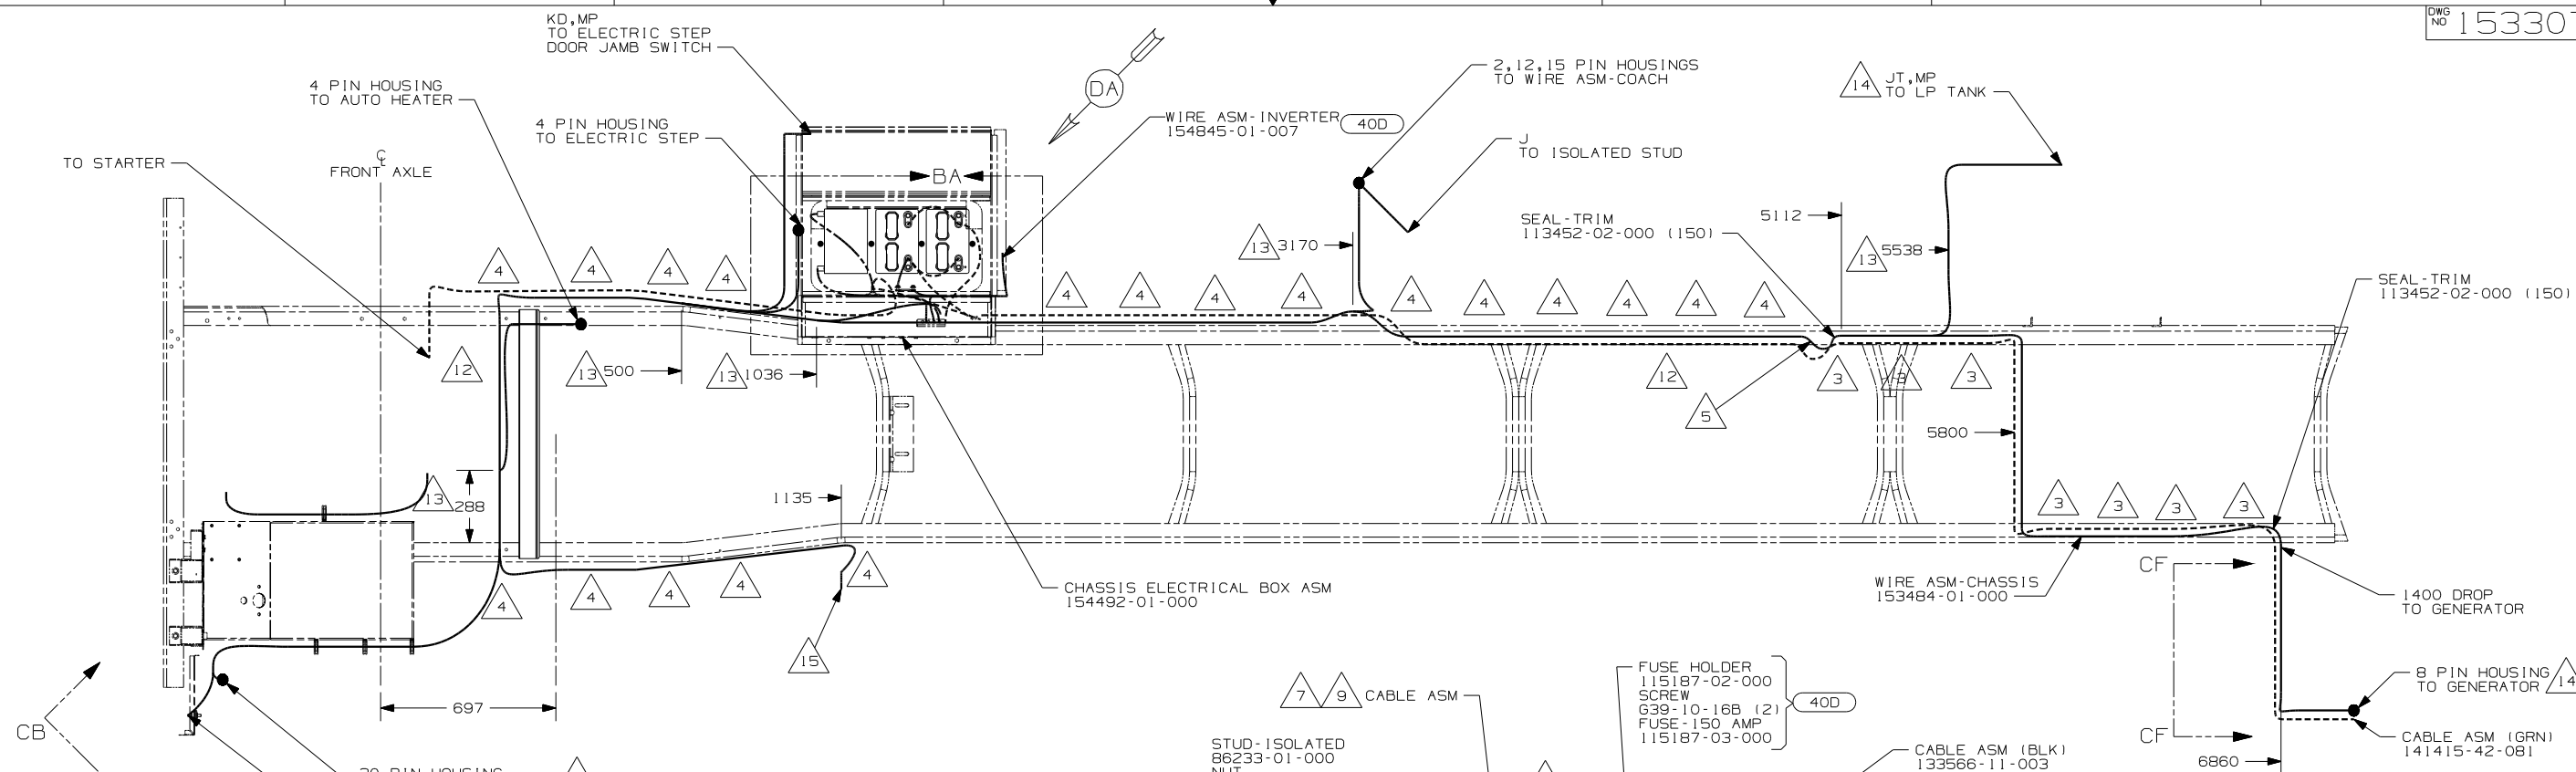 DWG
NO 153307
KD,MP
TO ELECTRIC STEP
DOOR JAMB SWITCH
4 PIN HOUSING
TO AUTO HEATER
4 PIN HOUSING
TO ELECTRIC STEP
TO STARTER
℄
FRONT AXLE
DA
BA
WIRE ASM-INVERTER
154845-01-007
40D
2,12,15 PIN HOUSINGS
TO WIRE ASM-COACH
J
TO ISOLATED STUD
14
JT,MP
TO LP TANK
SEAL-TRIM
113452-02-000 (150)
5112
13 3170
13 5538
SEAL-TRIM
113452-02-000 (150)
4
4
4
4
4
4
4
4
4
4
4
4
4
4
12
13 500
13 1036
12
5
3
3
3
5800
13
288
1135
3
3
3
3
4
4
4
4
4
15
CHASSIS ELECTRICAL BOX ASM
154492-01-000
WIRE ASM-CHASSIS
153484-01-000
CF
1400 DROP
TO GENERATOR
8 PIN HOUSING
TO GENERATOR
14
CF
CABLE ASM (GRN)
141415-42-081
6860
697
CB
7
9
CABLE ASM
FUSE HOLDER
115187-02-000
SCREW
G39-10-16B (2)
FUSE-150 AMP
115187-03-000
40D
STUD-ISOLATED
86233-01-000
NUT
CABLE ASM (BLK)
133566-11-003
20 PIN HOUSING